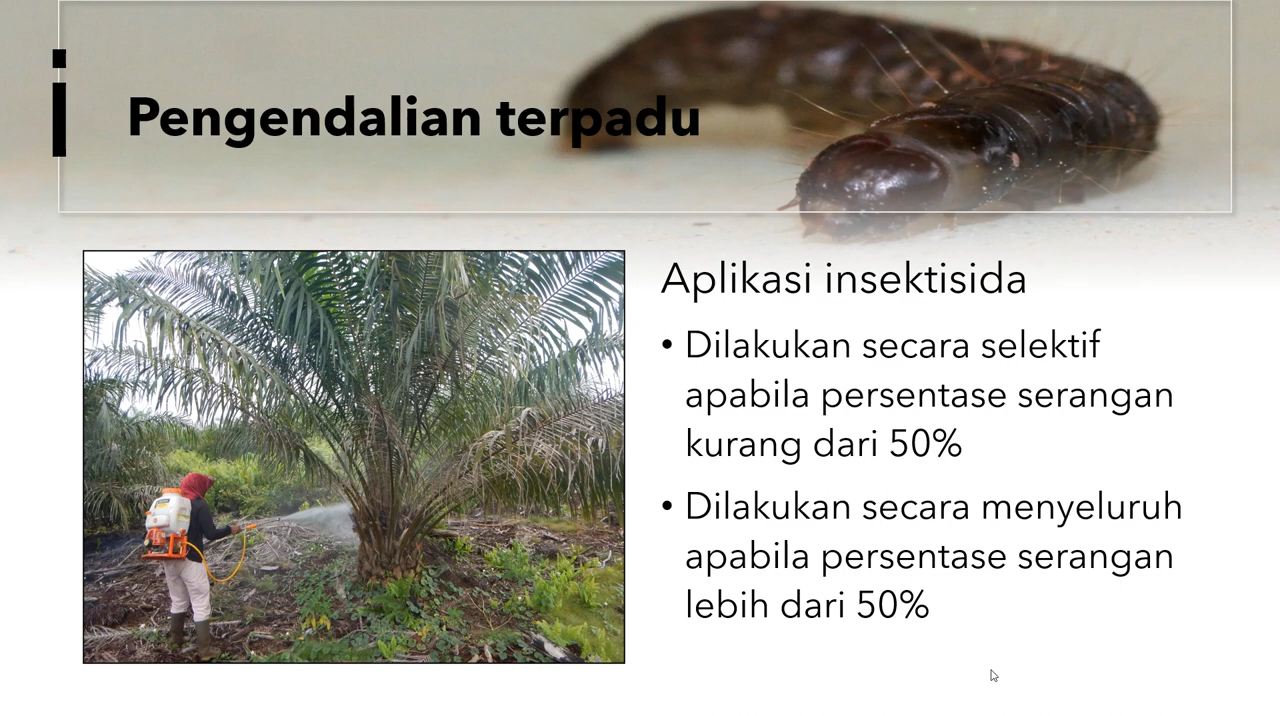 i
Pengendalian terpadu
Aplikasi insektisida
• Dilakukan secara selektif
apabila persentase serangan
kurang dari 50%
• Dilakukan secara menyeluruh
apabila persentase serangan
lebih dari 50%